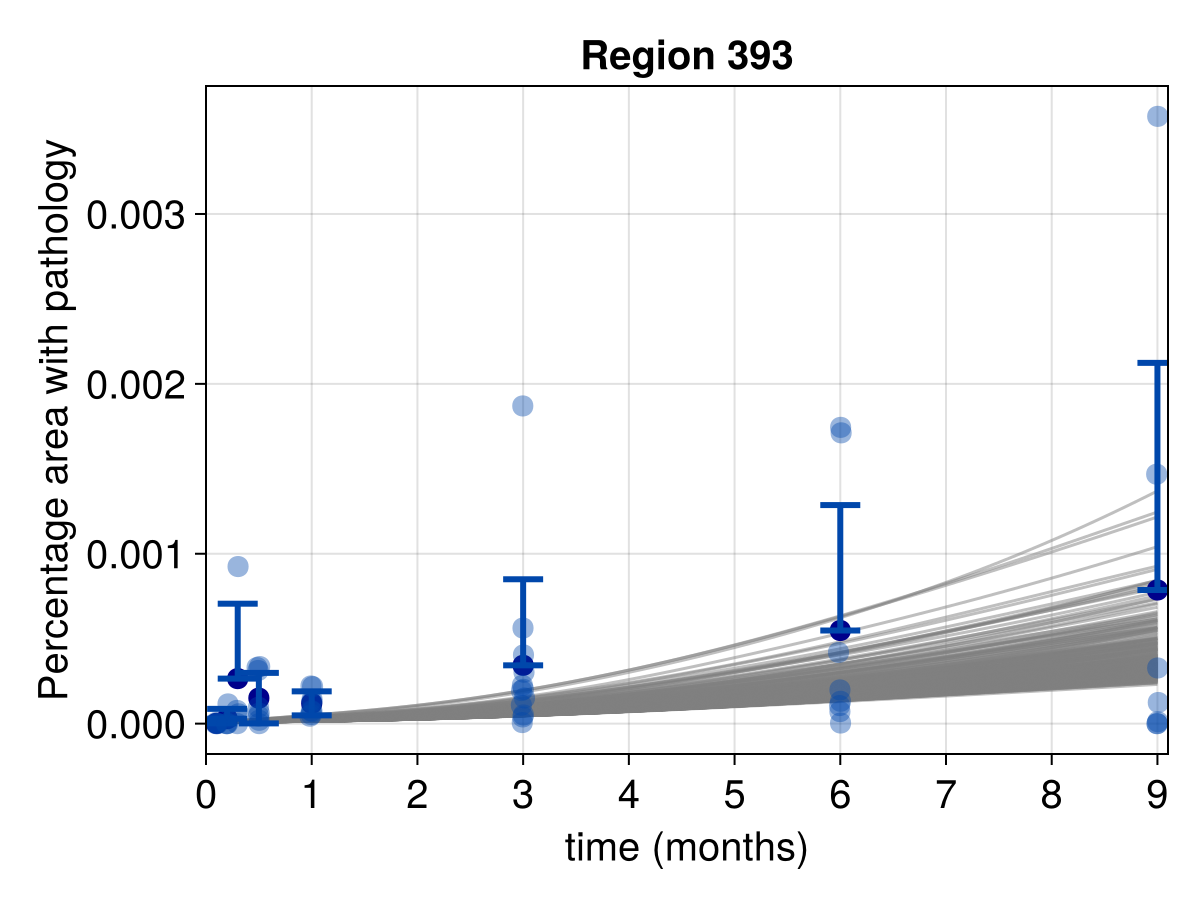 Region 393
Percentage area with pathology
0.003
0.002
0.001
0.000
0 1 2 3 4 5 6 7 8 9
time (months)